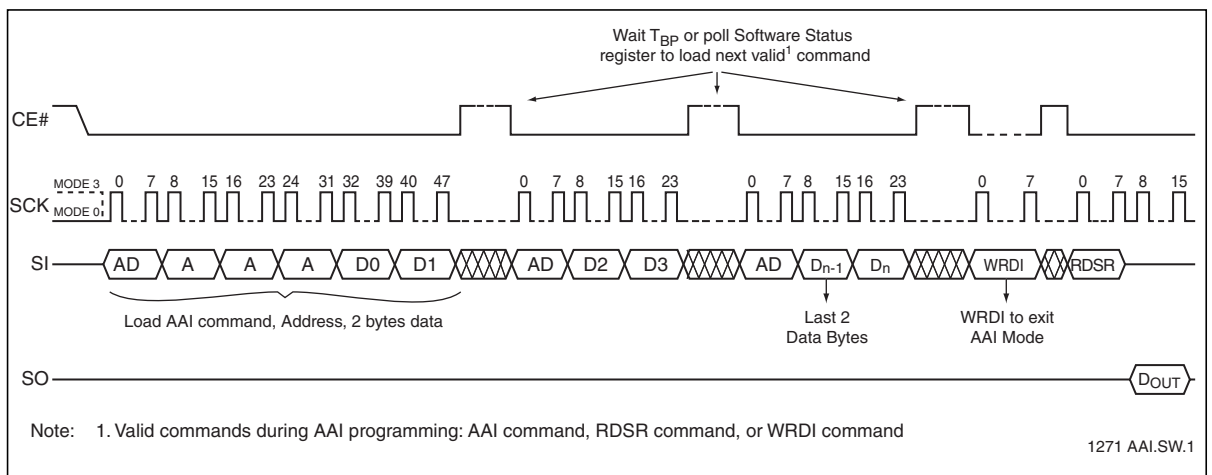 Wait TBP or poll Software Status
register to load next valid1 command
CE#
MODE 3
0 7 8 15 16 23 24 31 32 39 40 47 0 7 8 15 16 23 0 7 8 15 16 23 0 7 0 7 8 15
SCK
MODE 0
SI AD A A A D0 D1 AD D2 D3 AD Dn-1 Dn WRDI RDSR
Load AAI command, Address, 2 bytes data
Last 2
Data Bytes
WRDI to exit
AAI Mode
SO
DOUT
Note: 1. Valid commands during AAI programming: AAI command, RDSR command, or WRDI command
1271 AAI.SW.1